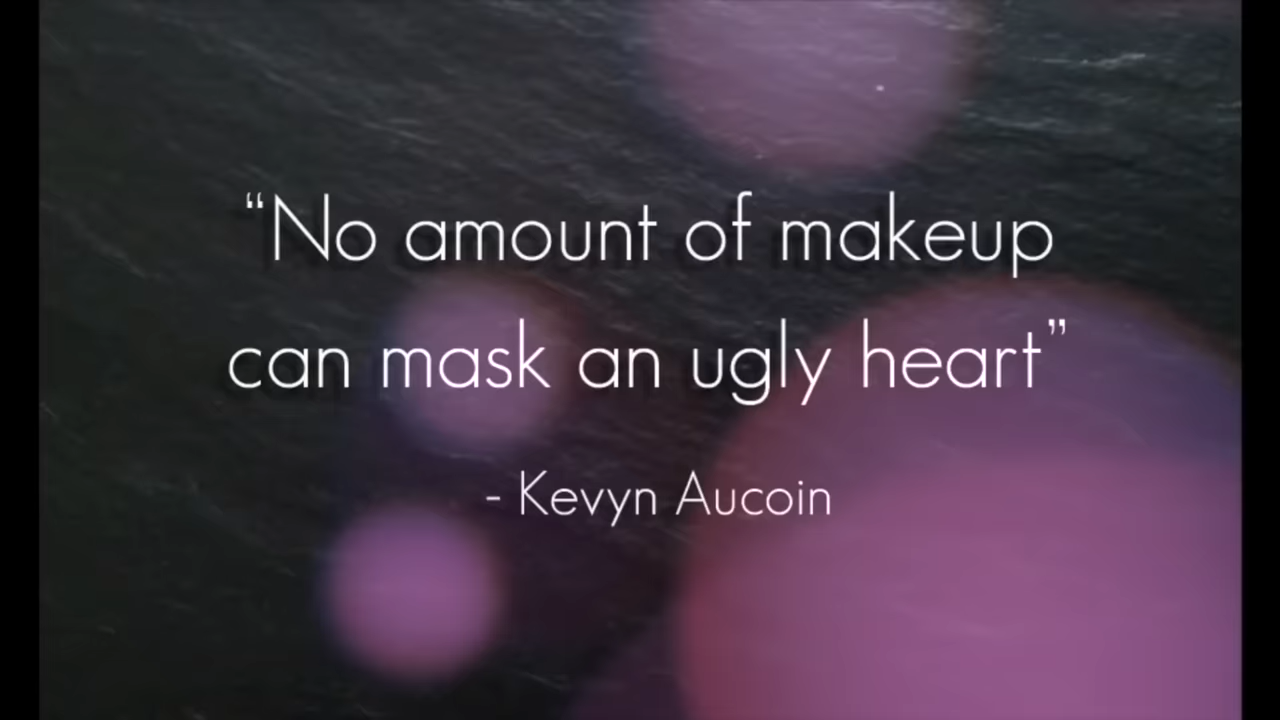 “No amount of makeup
can mask an ugly heart”
- Kevyn Aucoin